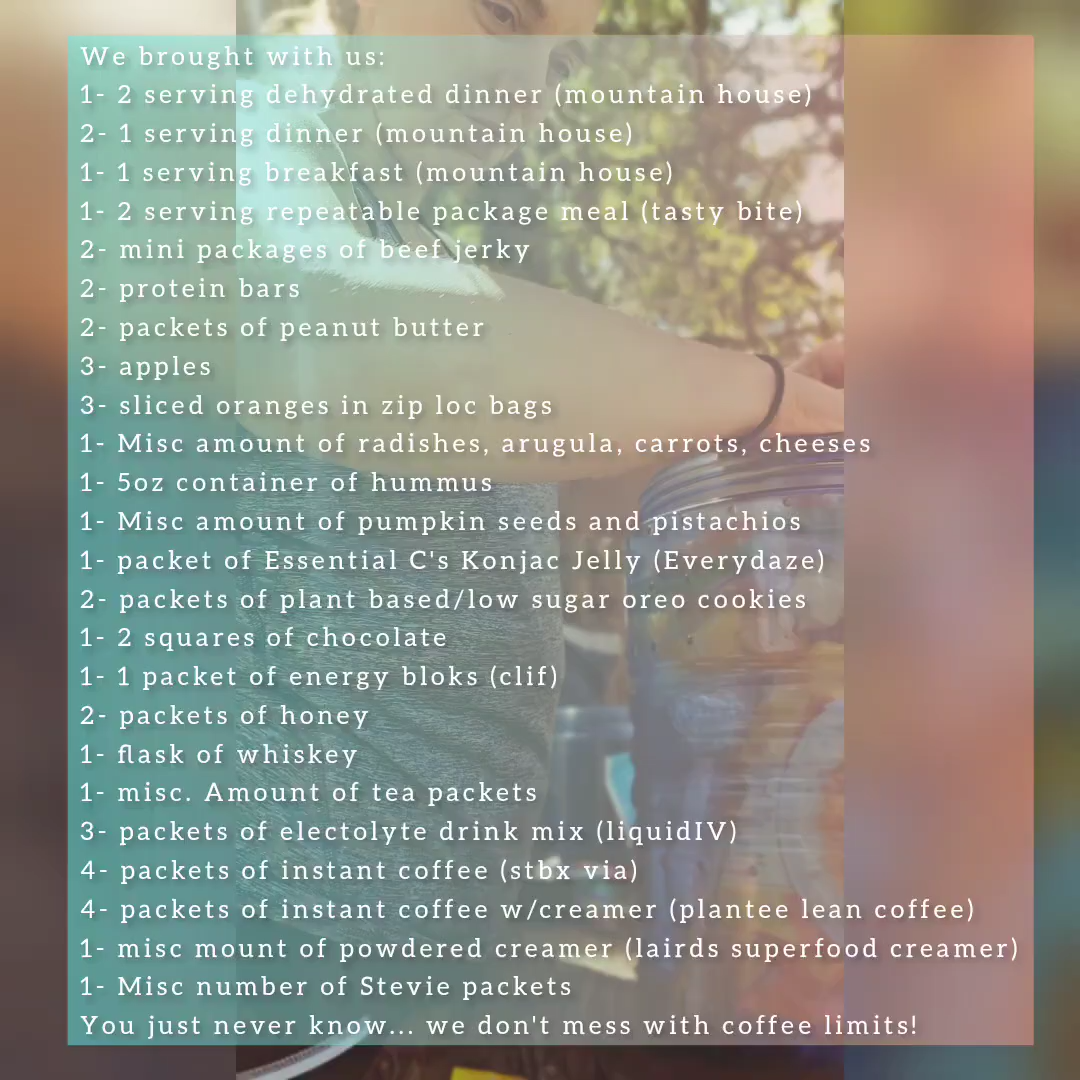 We brought with us:
1- 2 serving dehydrated dinner (mountain house)
2- 1 serving dinner (mountain house)
1- 1 serving breakfast (mountain house)
1- 2 serving repeatable package meal (tasty bite)
2- mini packages of beef jerky
2- protein bars
2- packets of peanut butter
3- apples
3- sliced oranges in zip loc bags
1- Misc amount of radishes, arugula, carrots, cheeses
1- 5oz container of hummus
1- Misc amount of pumpkin seeds and pistachios
1- packet of Essential C's Konjac Jelly (Everydaze)
2- packets of plant based/low sugar oreo cookies
1- 2 squares of chocolate
1- 1 packet of energy bloks (clif)
2- packets of honey
1- flask of whiskey
1- misc. Amount of tea packets
3- packets of electolyte drink mix (liquidIV)
4- packets of instant coffee (stbx via)
4- packets of instant coffee w/creamer (plantee lean coffee)
1- misc mount of powdered creamer (lairds superfood creamer)
1- Misc number of Stevie packets
You just never know... we don't mess with coffee limits!